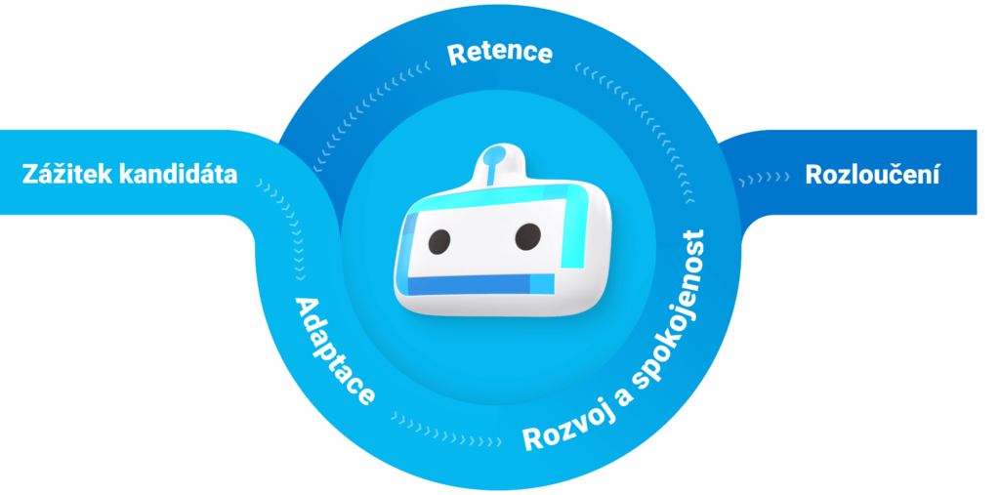 Retence
Zážitek kandidáta
Rozloučení
Adaptace
Rozvoj a spokojenost